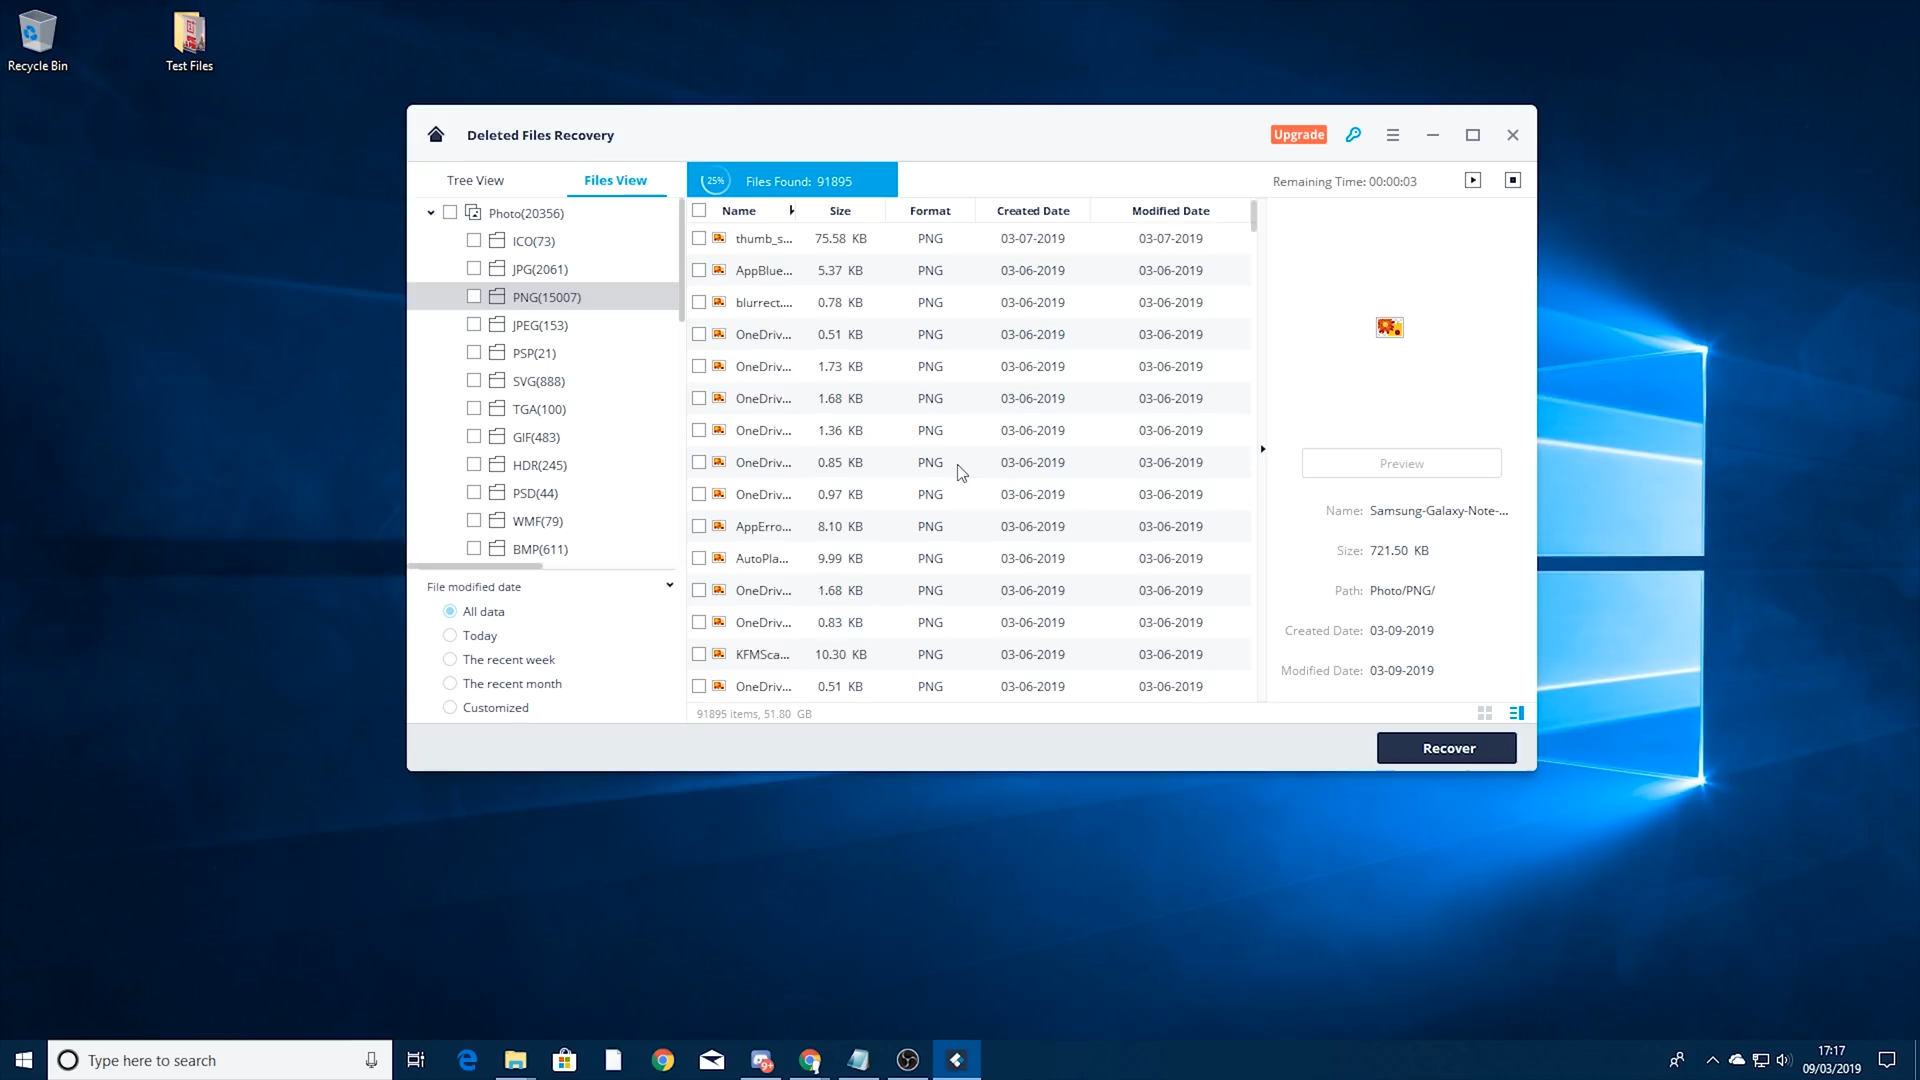 Recycle Bin
Test Files
Deleted Files Recovery
Upgrade
Tree View
Files View
25%
Files Found: 91895
Remaining Time: 00:00:03
Photo(20356)
ICO(73)
JPG(2061)
PNG(15007)
JPEG(153)
PSP(21)
SVG(888)
TGA(100)
GIF(483)
HDR(245)
PSD(44)
WMF(79)
BMP(611)
File modified date
All data
Today
The recent week
The recent month
Customized
Name Size Format Created Date Modified Date
thumb_s... 75.58 KB PNG 03-07-2019 03-07-2019
AppBlue... 5.37 KB PNG 03-06-2019 03-06-2019
blurrect.... 0.78 KB PNG 03-06-2019 03-06-2019
OneDriv... 0.51 KB PNG 03-06-2019 03-06-2019
OneDriv... 1.73 KB PNG 03-06-2019 03-06-2019
OneDriv... 1.68 KB PNG 03-06-2019 03-06-2019
OneDriv... 1.36 KB PNG 03-06-2019 03-06-2019
OneDriv... 0.85 KB PNG 03-06-2019 03-06-2019
OneDriv... 0.97 KB PNG 03-06-2019 03-06-2019
AppErro... 8.10 KB PNG 03-06-2019 03-06-2019
AutoPla... 9.99 KB PNG 03-06-2019 03-06-2019
OneDriv... 1.68 KB PNG 03-06-2019 03-06-2019
OneDriv... 0.83 KB PNG 03-06-2019 03-06-2019
KFMSca... 10.30 KB PNG 03-06-2019 03-06-2019
OneDriv... 0.51 KB PNG 03-06-2019 03-06-2019
91895 items, 51.80 GB
Preview
Name: Samsung-Galaxy-Note-...
Size: 721.50 KB
Path: Photo/PNG/
Created Date: 03-09-2019
Modified Date: 03-09-2019
Recover
Type here to search
17:17
09/03/2019